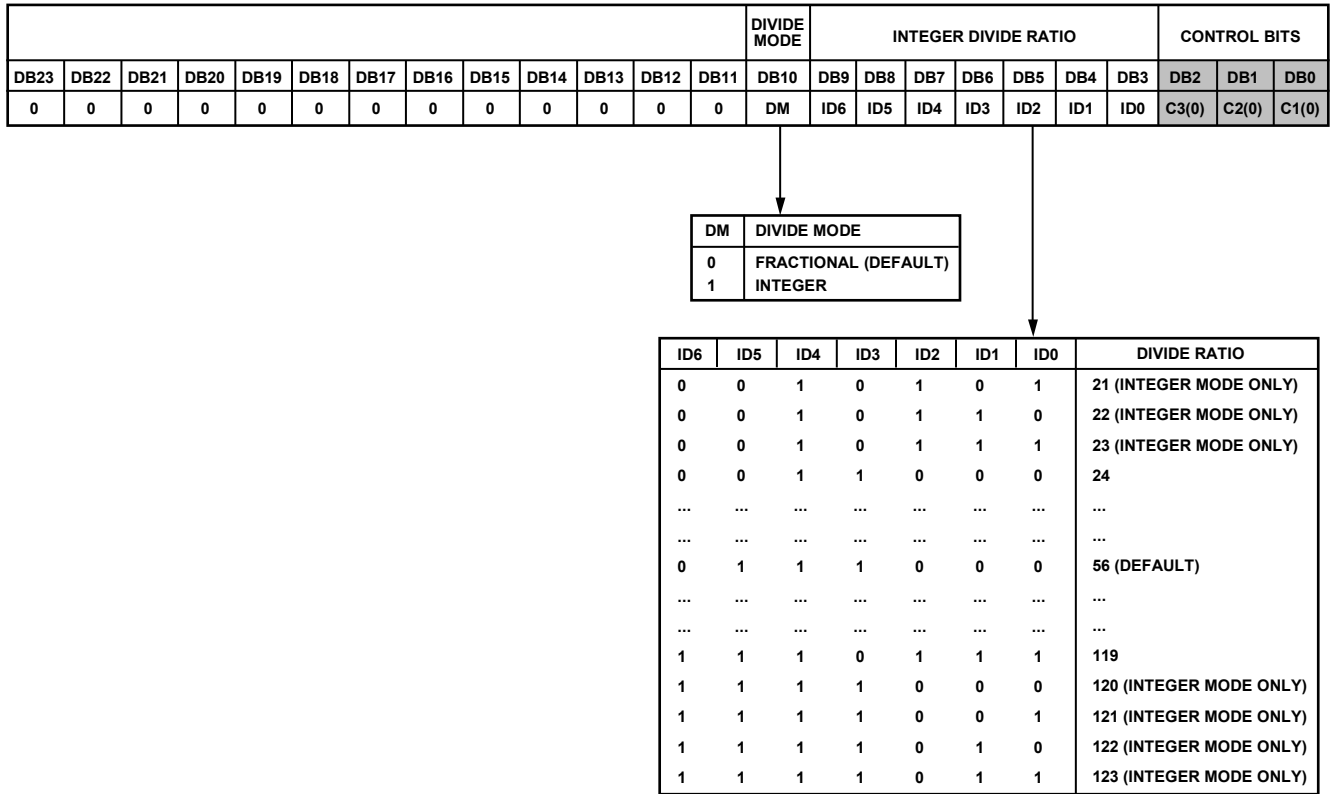 DIVIDE MODE INTEGER DIVIDE RATIO CONTROL BITS
DB23 DB22 DB21 DB20 DB19 DB18 DB17 DB16 DB15 DB14 DB13 DB12 DB11 DB10 DB9 DB8 DB7 DB6 DB5 DB4 DB3 DB2 DB1 DB0
0 0 0 0 0 0 0 0 0 0 0 0 0 DM ID6 ID5 ID4 ID3 ID2 ID1 ID0 C3(0) C2(0) C1(0)
DM DIVIDE MODE
0 FRACTIONAL (DEFAULT)
1 INTEGER
ID6 ID5 ID4 ID3 ID2 ID1 ID0 DIVIDE RATIO
0 0 1 0 1 0 1 21 (INTEGER MODE ONLY)
0 0 1 0 1 1 0 22 (INTEGER MODE ONLY)
0 0 1 0 1 1 1 23 (INTEGER MODE ONLY)
0 0 1 1 0 0 0 24
... ... ... ... ... ... ... ...
... ... ... ... ... ... ... ...
0 1 1 1 0 0 0 56 (DEFAULT)
... ... ... ... ... ... ... ...
... ... ... ... ... ... ... ...
1 1 1 0 1 1 1 119
1 1 1 1 0 0 0 120 (INTEGER MODE ONLY)
1 1 1 1 0 0 1 121 (INTEGER MODE ONLY)
1 1 1 1 0 1 0 122 (INTEGER MODE ONLY)
1 1 1 1 0 1 1 123 (INTEGER MODE ONLY)